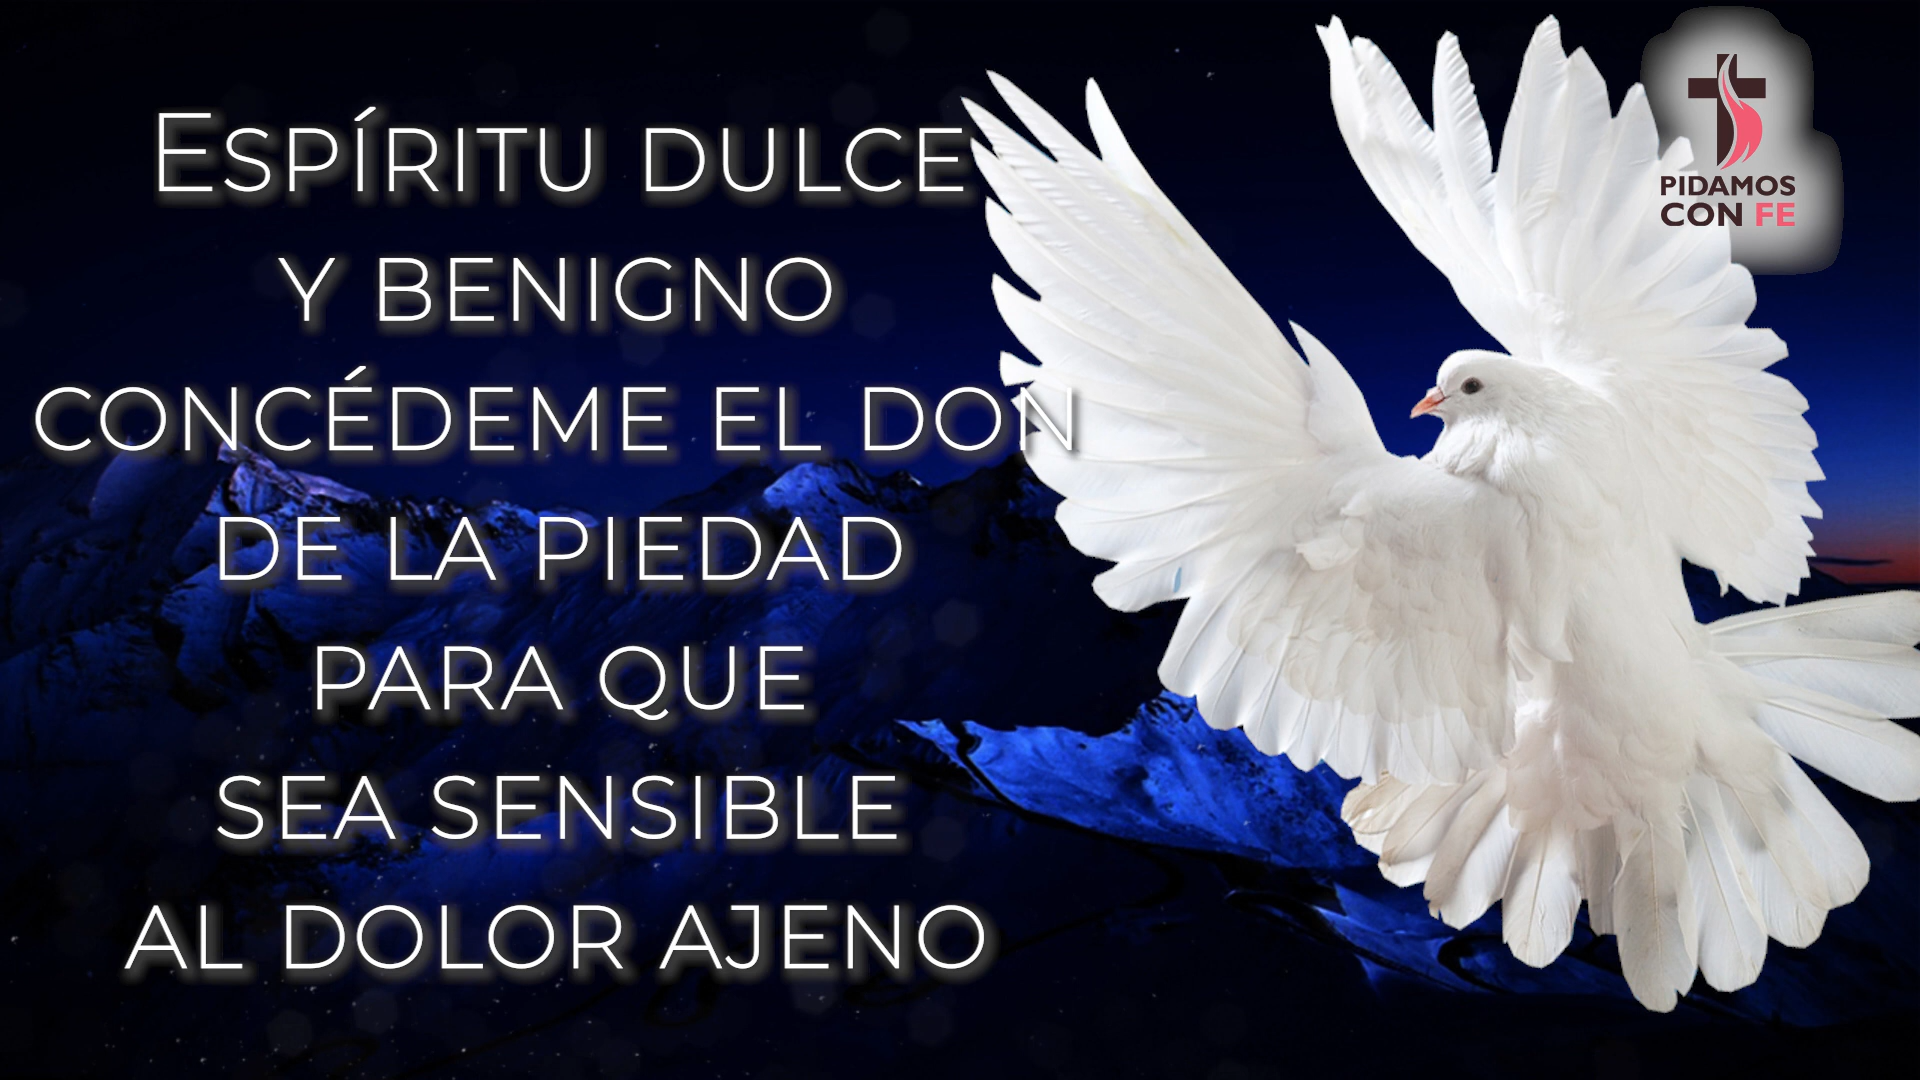 Espíritu dulce
y benigno
concédeme el don
de la piedad
para que
sea sensible
al dolor ajeno
PIDAMOS
CON FE